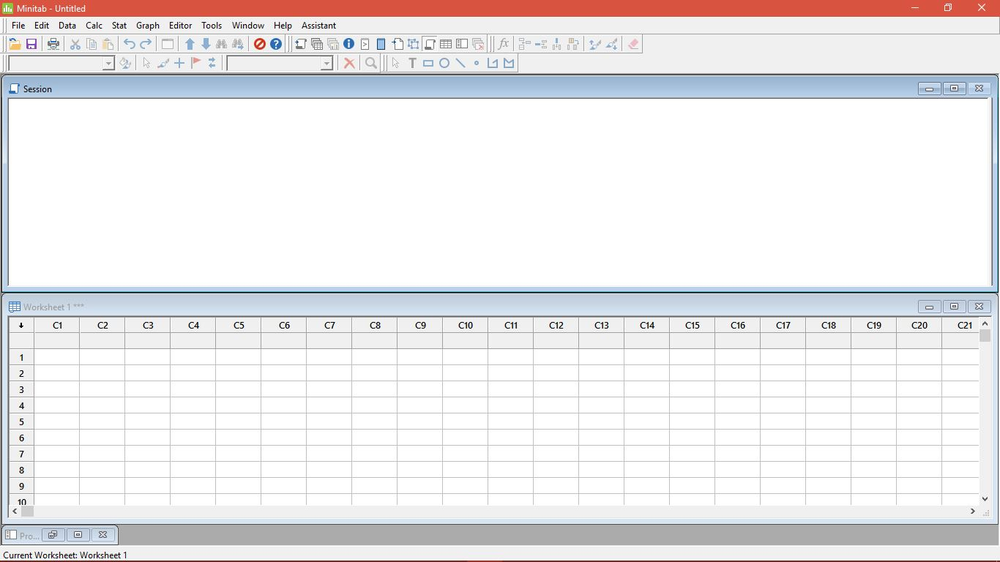 Minitab - Untitled
File Edit Data Calc Stat Graph Editor Tools Window Help Assistant
Session
Worksheet 1 ***
C1 C2 C3 C4 C5 C6 C7 C8 C9 C10 C11 C12 C13 C14 C15 C16 C17 C18 C19 C20 C21
1
2
3
4
5
6
7
8
9
10
Pro...
Current Worksheet: Worksheet 1